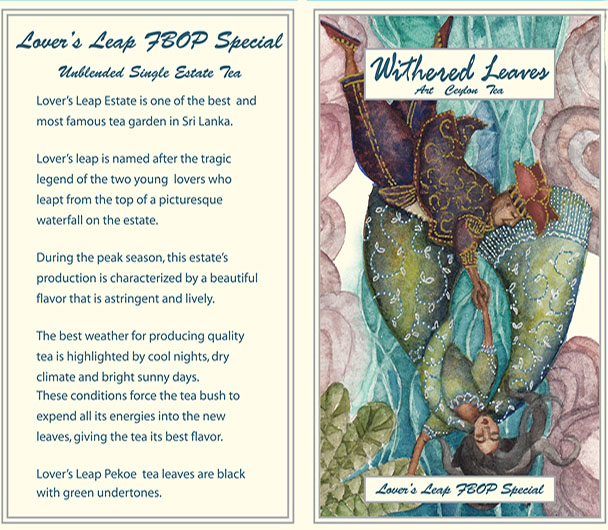 Lover's Leap FBOP Special
Unblended Single Estate Tea
Lover's Leap Estate is one of the best and
most famous tea garden in Sri Lanka.
Lover's leap is named after the tragic
legend of the two young lovers who
leapt from the top of a picturesque
waterfall on the estate.
During the peak season, this estate's
production is characterized by a beautiful
flavor that is astringent and lively.
The best weather for producing quality
tea is highlighted by cool nights, dry
climate and bright sunny days.
These conditions force the tea bush to
expend all its energies into the new
leaves, giving the tea its best flavor.
Lover's Leap Pekoe tea leaves are black
with green undertones.
Withered Leaves
Art Ceylon Tea
Lover's Leap FBOP Special